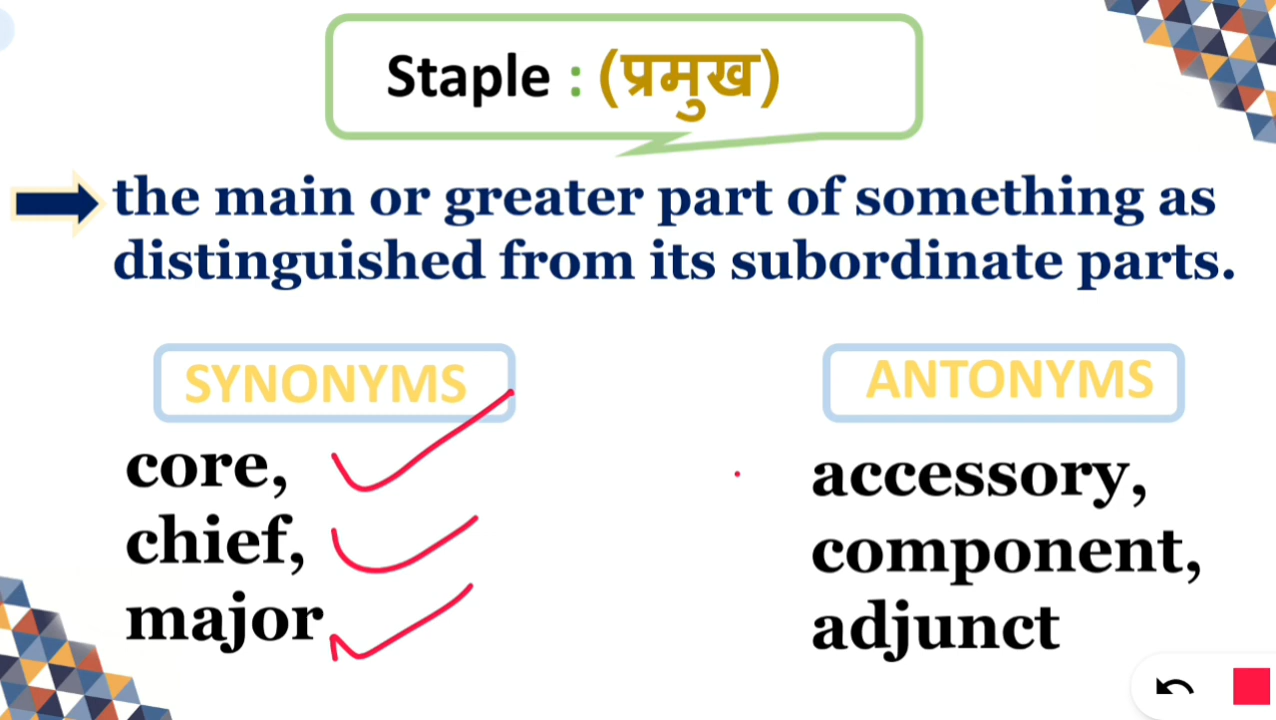 Staple : (प्रमुख)
the main or greater part of something as
distinguished from its subordinate parts.
SYNONYMS
core,
chief,
major
ANTONYMS
accessory,
component,
adjunct